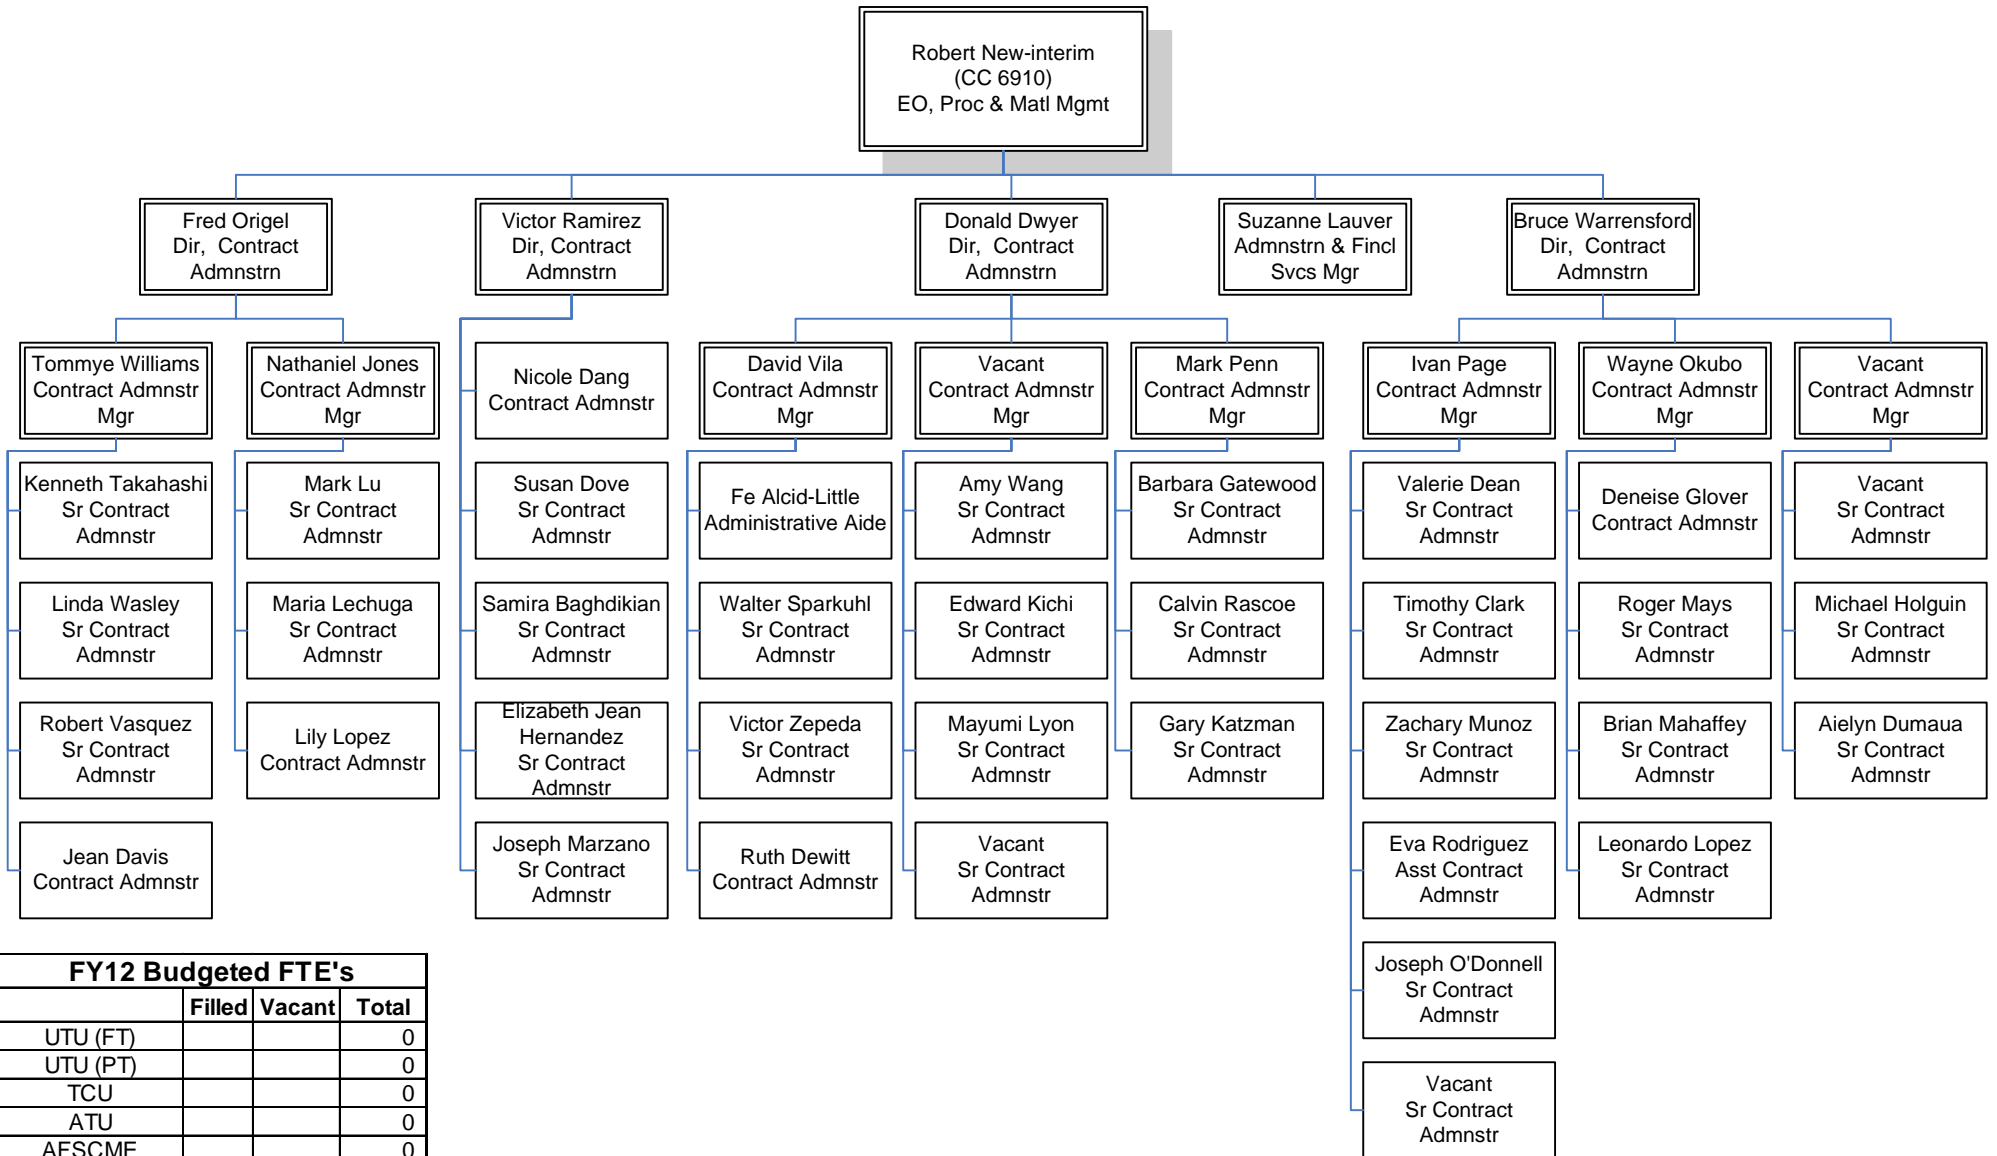 Robert New-interim
(CC 6910)
EO, Proc & Matl Mgmt
Fred Origel
Dir, Contract
Admnstrn
Victor Ramirez
Dir, Contract
Admnstrn
Donald Dwyer
Dir, Contract
Admnstrn
Suzanne Lauver
Admnstrn & Fincl
Svcs Mgr
Bruce Warrensford
Dir, Contract
Admnstrn
Tommye Williams
Contract Admnstr
Mgr
Nathaniel Jones
Contract Admnstr
Mgr
Nicole Dang
Contract Admnstr
David Vila
Contract Admnstr
Mgr
Vacant
Contract Admnstr
Mgr
Mark Penn
Contract Admnstr
Mgr
Ivan Page
Contract Admnstr
Mgr
Wayne Okubo
Contract Admnstr
Mgr
Vacant
Contract Admnstr
Mgr
Kenneth Takahashi
Sr Contract
Admnstr
Mark Lu
Sr Contract
Admnstr
Susan Dove
Sr Contract
Admnstr
Fe Alcid-Little
Administrative Aide
Amy Wang
Sr Contract
Admnstr
Barbara Gatewood
Sr Contract
Admnstr
Valerie Dean
Sr Contract
Admnstr
Deneise Glover
Contract Admnstr
Vacant
Sr Contract
Admnstr
Linda Wasley
Sr Contract
Admnstr
Maria Lechuga
Sr Contract
Admnstr
Samira Baghdikian
Sr Contract
Admnstr
Walter Sparkuhl
Sr Contract
Admnstr
Edward Kichi
Sr Contract
Admnstr
Calvin Rascoe
Sr Contract
Admnstr
Timothy Clark
Sr Contract
Admnstr
Roger Mays
Sr Contract
Admnstr
Michael Holguin
Sr Contract
Admnstr
Robert Vasquez
Sr Contract
Admnstr
Lily Lopez
Contract Admnstr
Elizabeth Jean
Hernandez
Sr Contract
Admnstr
Victor Zepeda
Sr Contract
Admnstr
Mayumi Lyon
Sr Contract
Admnstr
Gary Katzman
Sr Contract
Admnstr
Zachary Munoz
Sr Contract
Admnstr
Brian Mahaffey
Sr Contract
Admnstr
Aielyn Dumaua
Sr Contract
Admnstr
Jean Davis
Contract Admnstr
Joseph Marzano
Sr Contract
Admnstr
Ruth Dewitt
Contract Admnstr
Vacant
Sr Contract
Admnstr
Eva Rodriguez
Asst Contract
Admnstr
Leonardo Lopez
Sr Contract
Admnstr
Joseph O'Donnell
Sr Contract
Admnstr
Vacant
Sr Contract
Admnstr
FY12 Budgeted FTE's
Filled Vacant Total
UTU (FT) 0
UTU (PT) 0
TCU 0
ATU 0
AFSCME 0